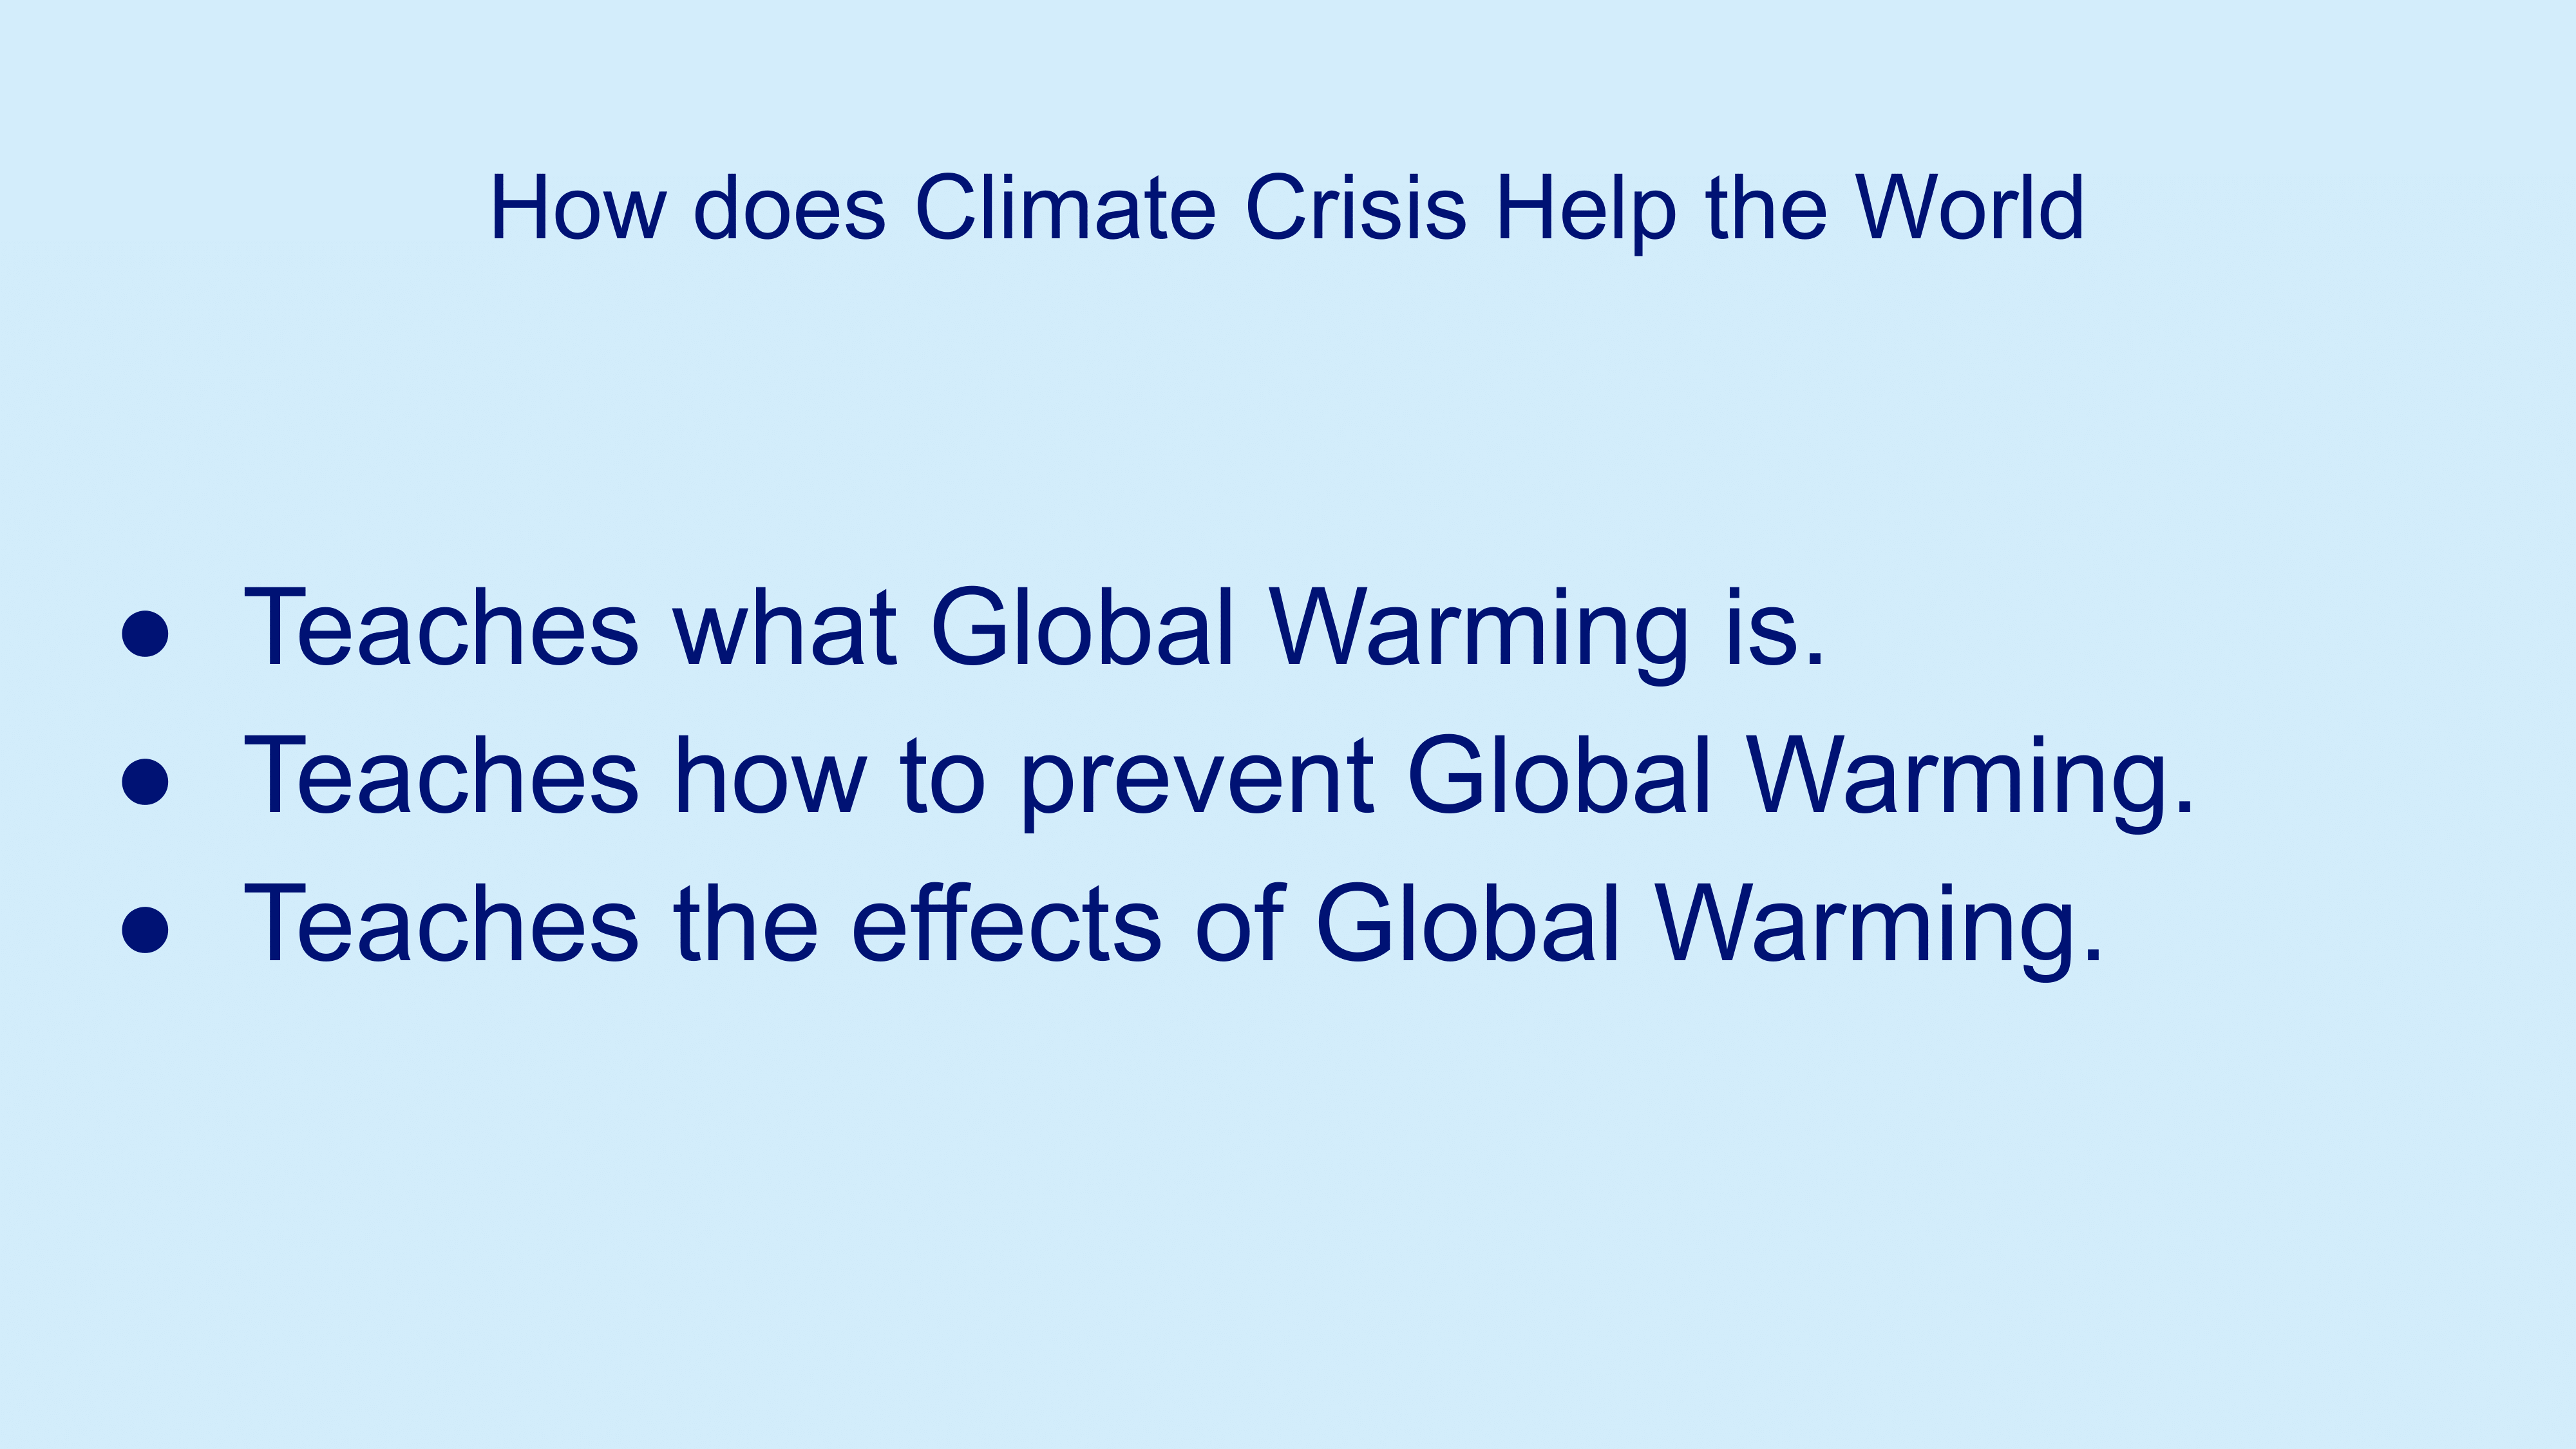 How does Climate Crisis Help the World
● Teaches what Global Warming is.
● Teaches how to prevent Global Warming.
● Teaches the effects of Global Warming.